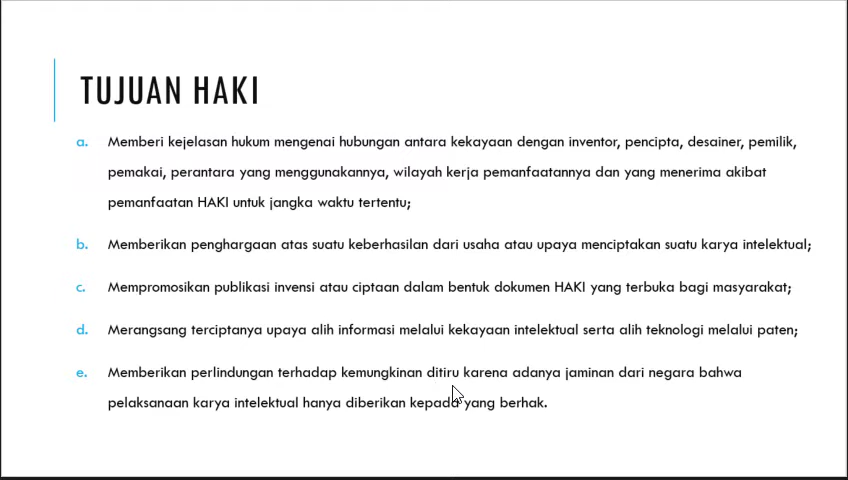 TUJUAN HAKI
a. Memberi kejelasan hukum mengenai hubungan antara kekayaan dengan inventor, pencipta, desainer, pemilik,
pemakai, perantara yang menggunakannya, wilayah kerja pemanfaatannya dan yang menerima akibat
pemanfaatan HAKI untuk jangka waktu tertentu;
b. Memberikan penghargaan atas suatu keberhasilan dari usaha atau upaya menciptakan suatu karya intelektual;
c. Mempromosikan publikasi invensi atau ciptaan dalam bentuk dokumen HAKI yang terbuka bagi masyarakat;
d. Merangsang terciptanya upaya alih informasi melalui kekayaan intelektual serta alih teknologi melalui paten;
e. Memberikan perlindungan terhadap kemungkinan ditiru karena adanya jaminan dari negara bahwa
pelaksanaan karya intelektual hanya diberikan kepada yang berhak.